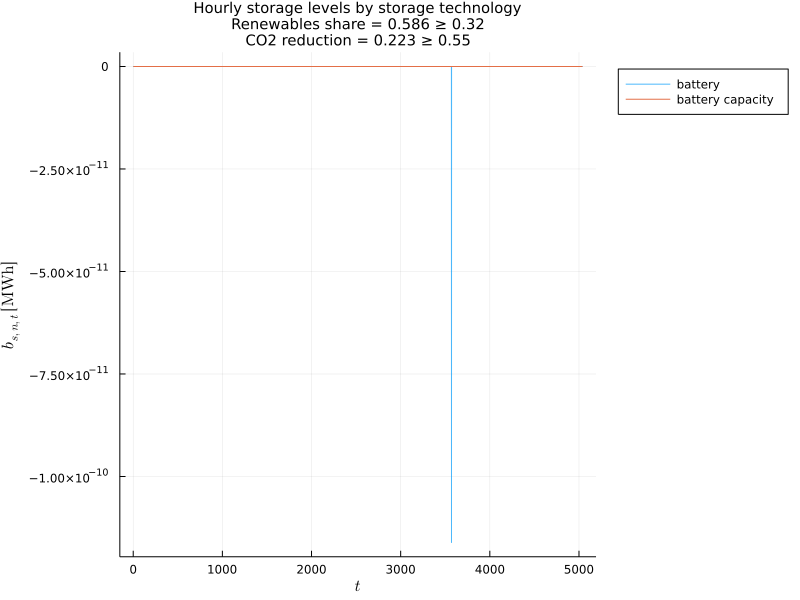 Hourly storage levels by storage technology
Renewables share = 0.586 ≥ 0.32
CO2 reduction = 0.223 ≥ 0.55
0
−2.50×10⁻¹¹
−5.00×10⁻¹¹
−7.50×10⁻¹¹
−1.00×10⁻¹⁰
b_{s,n,t} [MWh]
0 1000 2000 3000 4000 5000
t
battery
battery capacity